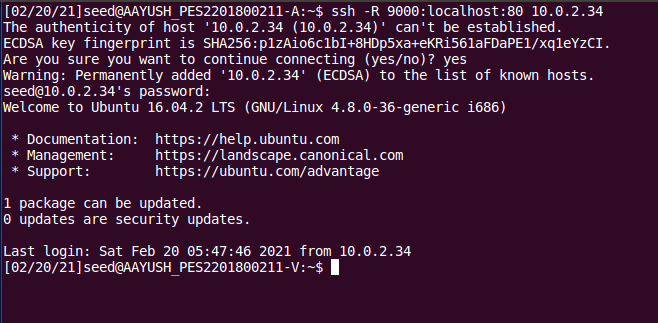 [02/20/21]seed@AAYUSH_PES2201800211-A:~$ ssh -R 9000:localhost:80 10.0.2.34
The authenticity of host '10.0.2.34 (10.0.2.34)' can't be established.
ECDSA key fingerprint is SHA256:p1zAio6c1bI+8HDp5xa+eKRi561aFDaPE1/xq1eYzCI.
Are you sure you want to continue connecting (yes/no)? yes
Warning: Permanently added '10.0.2.34' (ECDSA) to the list of known hosts.
seed@10.0.2.34's password:
Welcome to Ubuntu 16.04.2 LTS (GNU/Linux 4.8.0-36-generic i686)
* Documentation:  https://help.ubuntu.com
* Management:     https://landscape.canonical.com
* Support:        https://ubuntu.com/advantage
1 package can be updated.
0 updates are security updates.
Last login: Sat Feb 20 05:47:46 2021 from 10.0.2.34
[02/20/21]seed@AAYUSH_PES2201800211-V:~$